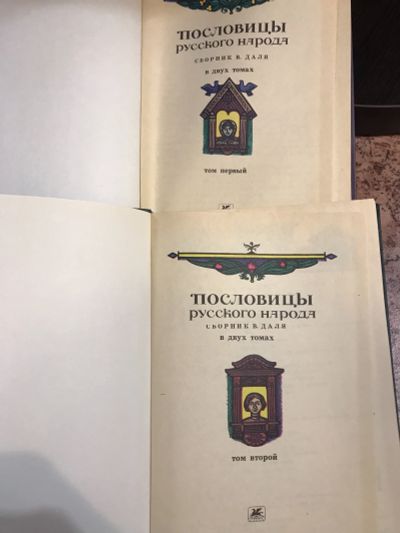 ПОСЛОВИЦЫ
РУССКОГО НАРОДА
СБОРНИК В. ДАЛЯ
В ДВУХ ТОМАХ
ТОМ ПЕРВЫЙ
ПОСЛОВИЦЫ
РУССКОГО НАРОДА
СБОРНИК В. ДАЛЯ
В ДВУХ ТОМАХ
ТОМ ВТОРОЙ